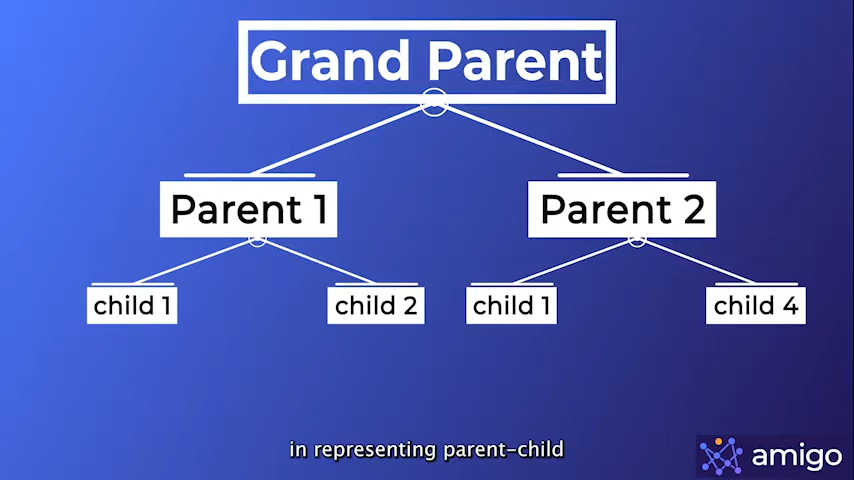 Grand Parent
Parent 1
Parent 2
child 1
child 2
child 1
child 4
in representing parent-child
amigo